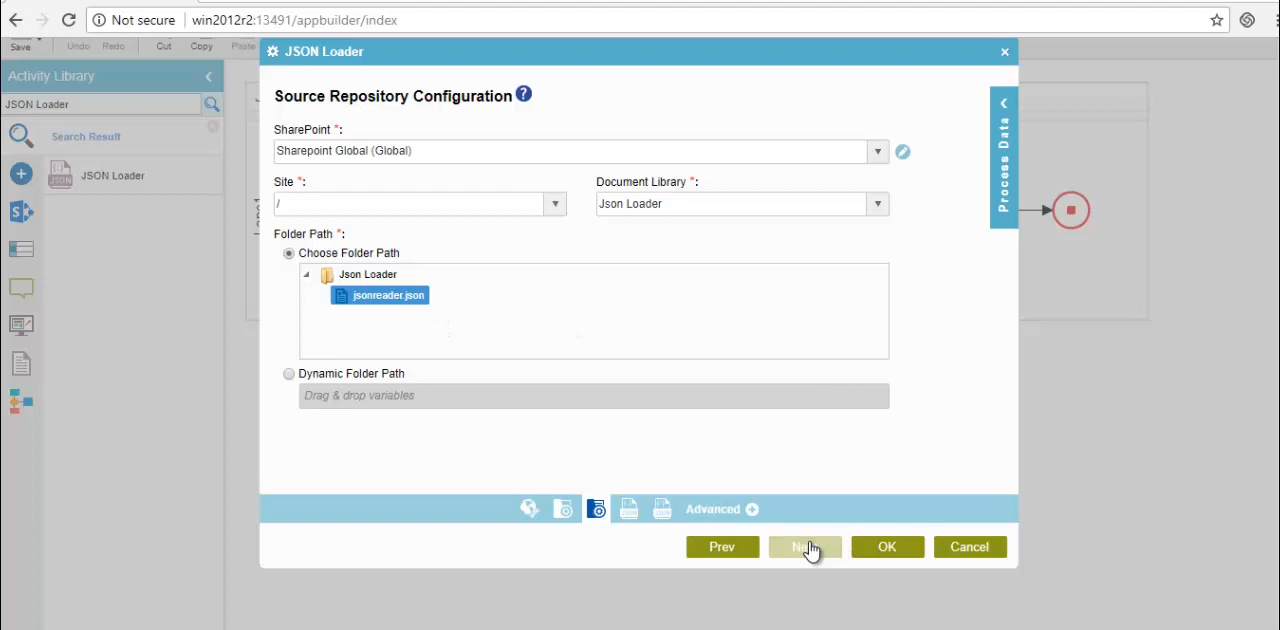 Not secure win2012r2:13491/appbuilder/index
Save Undo Redo Cut Copy Paste
JSON Loader
Activity Library
JSON Loader
Search Result
JSON Loader
Source Repository Configuration ?
SharePoint *:
Sharepoint Global (Global)
Site *: Document Library *:
/ Json Loader
Folder Path *:
Choose Folder Path
Json Loader
jsonreader.json
Dynamic Folder Path
Drag & drop variables
Process Data
Advanced
Prev OK Cancel